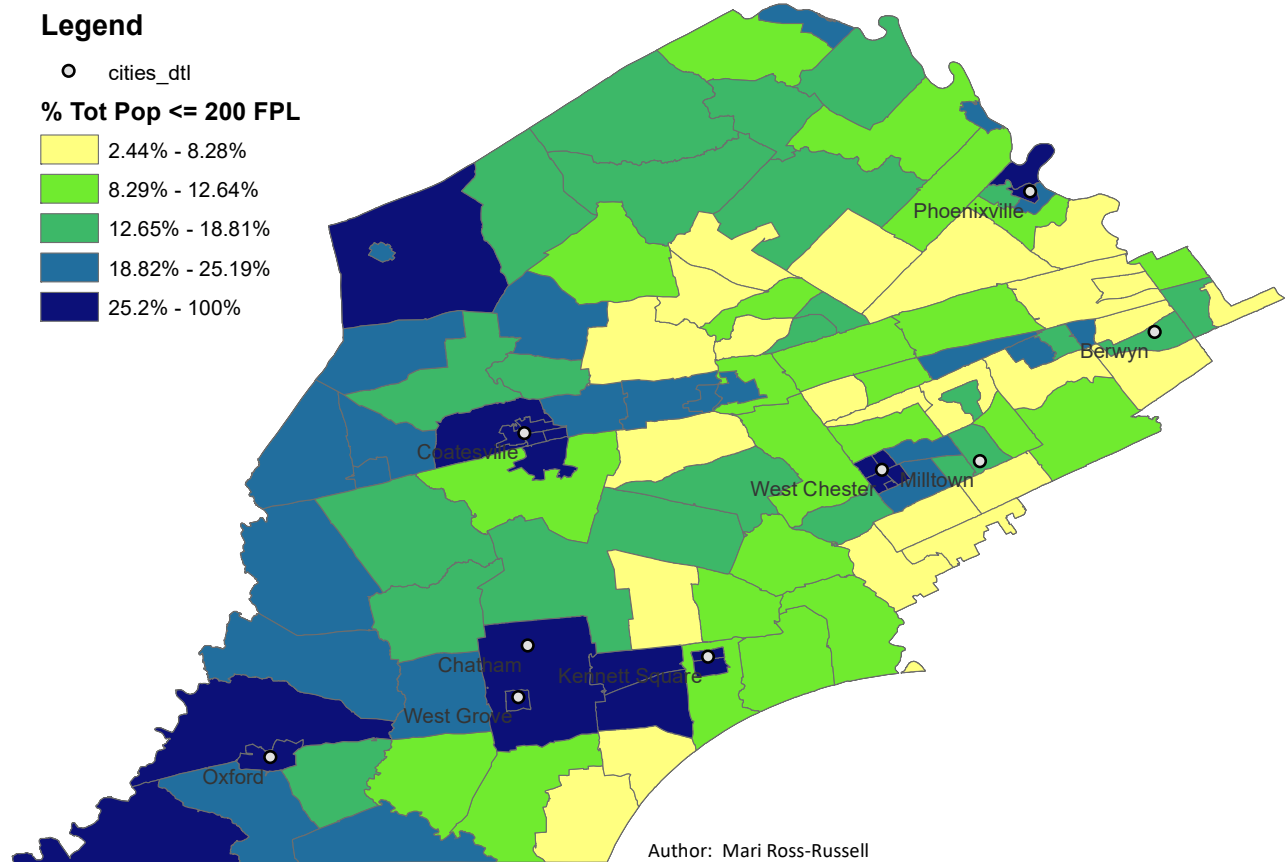 Legend
cities_dtl
% Tot Pop <= 200 FPL
2.44% - 8.28%
8.29% - 12.64%
12.65% - 18.81%
18.82% - 25.19%
25.2% - 100%
Phoenixville
Berwyn
Coatesville
West Chester
Milltown
Chatham
Kennett Square
West Grove
Oxford
Author: Mari Ross-Russell